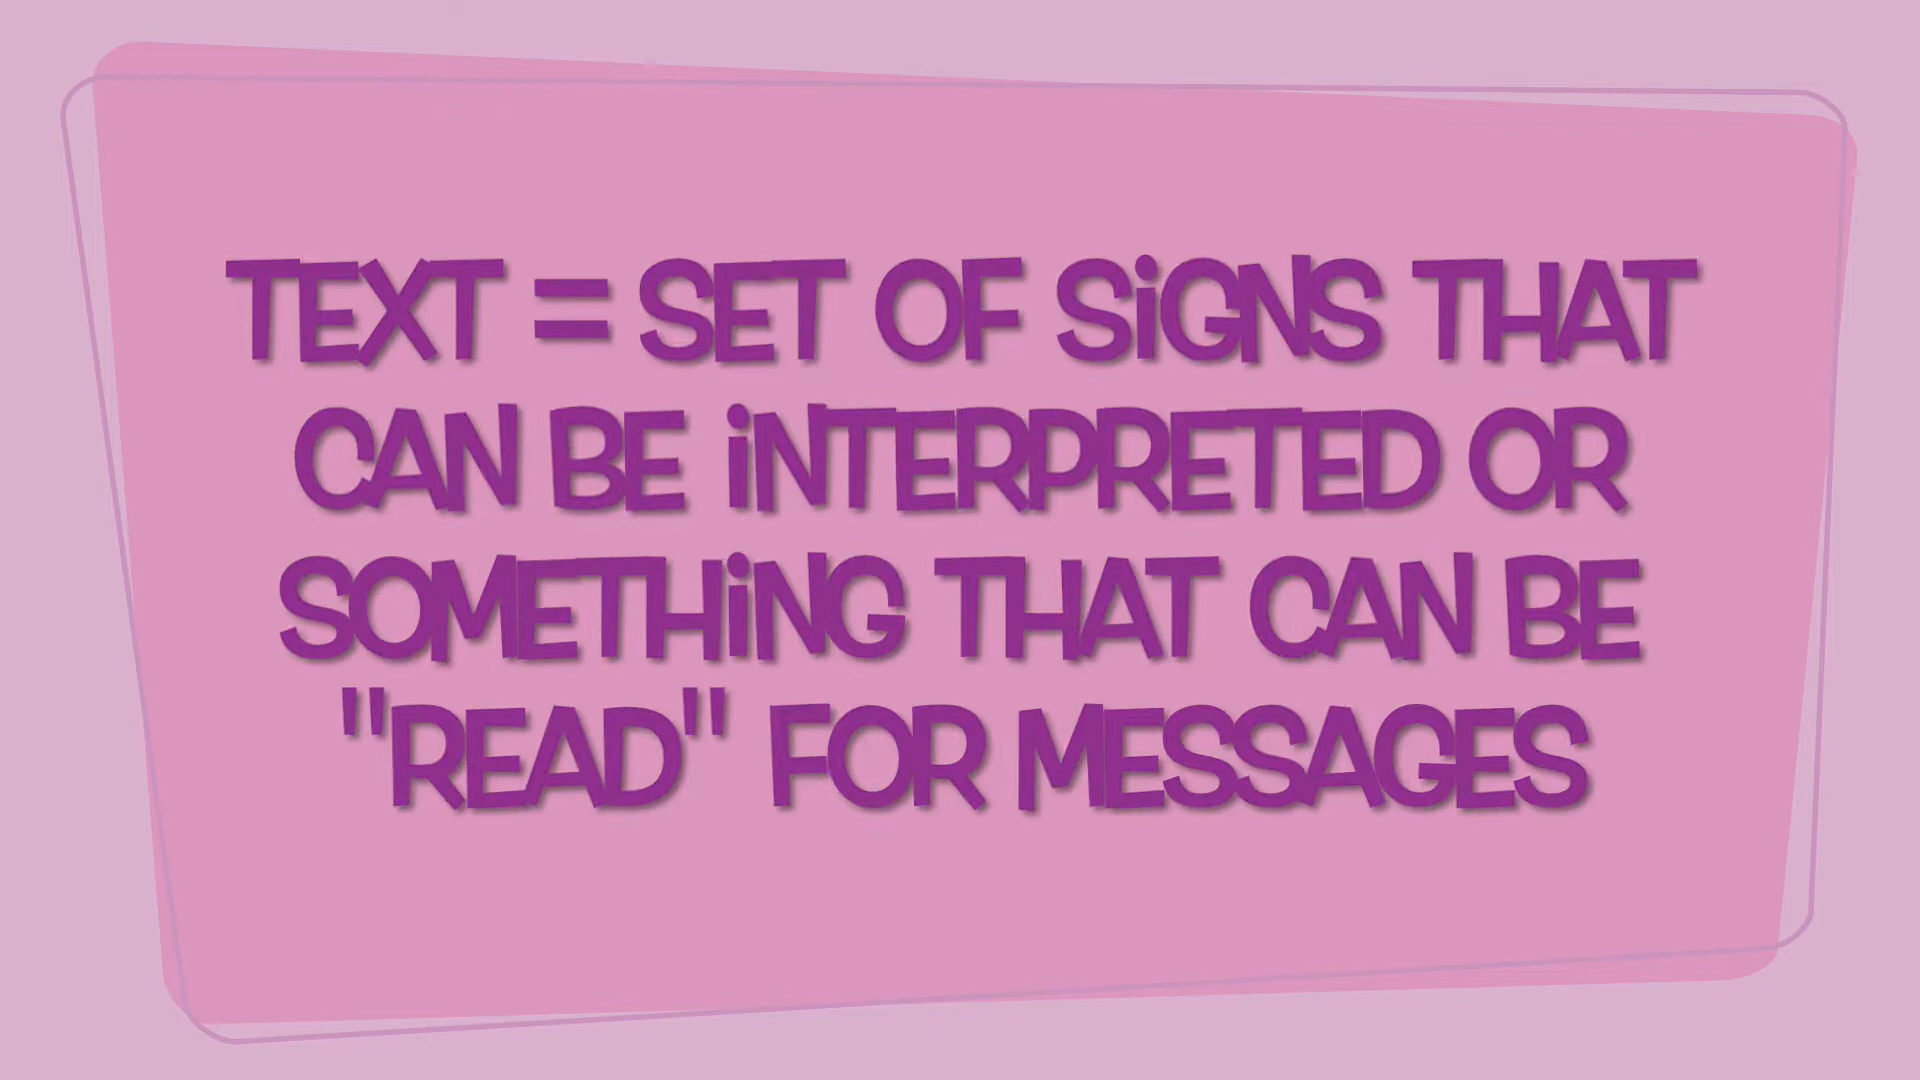 TEXT = SET OF SiGNS THAT
CAN BE iNTERPRETED OR
SOMETHiNG THAT CAN BE
"READ" FOR MESSAGES